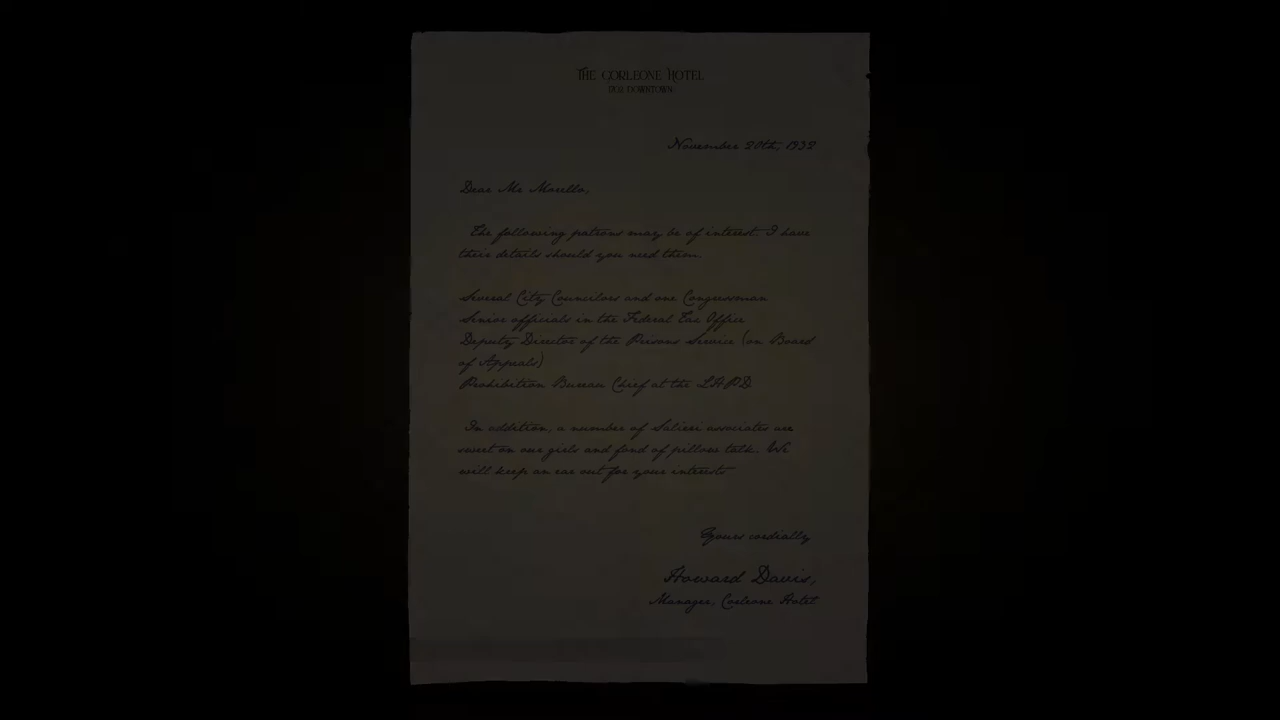 THE CORLEONE HOTEL
DOWNTOWN
November 20th, 1932
Dear Mr Morello,
The following patrons may be of interest. I have
their details should you need them.
Several City Councilors and one Congressman
Senior officials in the Federal Tax Office
Deputy Director of the Prisons Service (on Board
of Appeals)
Prohibition Bureau Chief at the LHPD
In addition, a number of Salieri associates are
sweet on our girls and fond of pillow talk. We
will keep an ear out for your interests
Yours cordially
Howard Davis,
Manager, Corleone Hotel